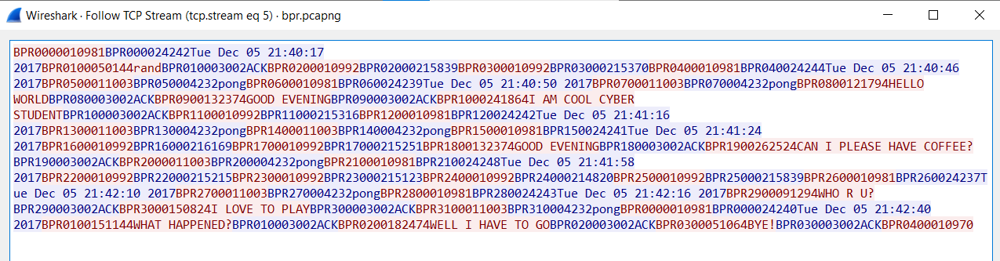 Wireshark · Follow TCP Stream (tcp.stream eq 5) · bpr.pcapng
BPR0000010981BPR000024242Tue Dec 05 21:40:17
2017BPR0100050144randBPR010003002ACKBPR0200010992BPR02000215839BPR0300010992BPR03000215370BPR0400010981BPR040024244Tue Dec 05 21:40:46
2017BPR0500011003BPR050004232pongBPR0600010981BPR060024239Tue Dec 05 21:40:50 2017BPR0700011003BPR070004232pongBPR0800121794HELLO
WORLDBPR080003002ACKBPR0900132374GOOD EVENINGBPR090003002ACKBPR1000241864I AM COOL CYBER
STUDENTBPR100003002ACKBPR1100010992BPR11000215316BPR1200010981BPR120024242Tue Dec 05 21:41:16
2017BPR1300011003BPR130004232pongBPR1400011003BPR140004232pongBPR1500010981BPR150024241Tue Dec 05 21:41:24
2017BPR1600010992BPR16000216169BPR1700010992BPR17000215251BPR1800132374GOOD EVENINGBPR180003002ACKBPR1900262524CAN I PLEASE HAVE COFFEE?
BPR190003002ACKBPR2000011003BPR200004232pongBPR2100010981BPR210024248Tue Dec 05 21:41:58
2017BPR2200010992BPR22000215215BPR2300010992BPR23000215123BPR2400010992BPR24000214820BPR2500010992BPR25000215839BPR2600010981BPR260024237T
ue Dec 05 21:42:10 2017BPR2700011003BPR270004232pongBPR2800010981BPR280024243Tue Dec 05 21:42:16 2017BPR2900091294WHO R U?
BPR290003002ACKBPR3000150824I LOVE TO PLAYBPR300003002ACKBPR3100011003BPR310004232pongBPR0000010981BPR000024240Tue Dec 05 21:42:40
2017BPR0100151144WHAT HAPPENED?BPR010003002ACKBPR0200182474WELL I HAVE TO GOBPR020003002ACKBPR0300051064BYE!BPR030003002ACKBPR0400010970